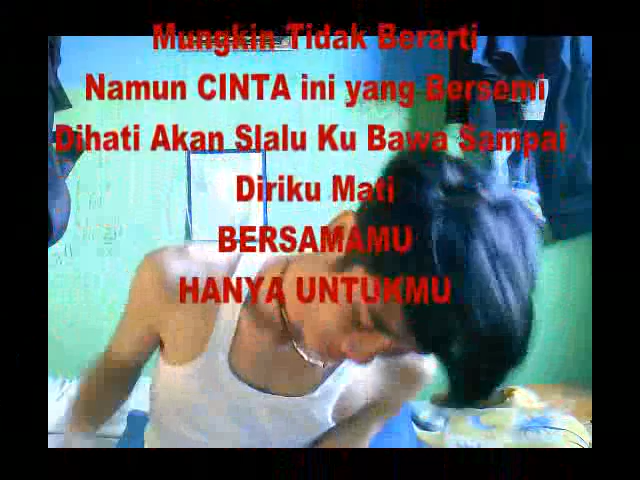 Mungkin Tidak Berarti
Namun CINTA ini yang Bersemi
Dihati Akan Slalu Ku Bawa Sampai
Diriku Mati
BERSAMAMU
HANYA UNTUKMU